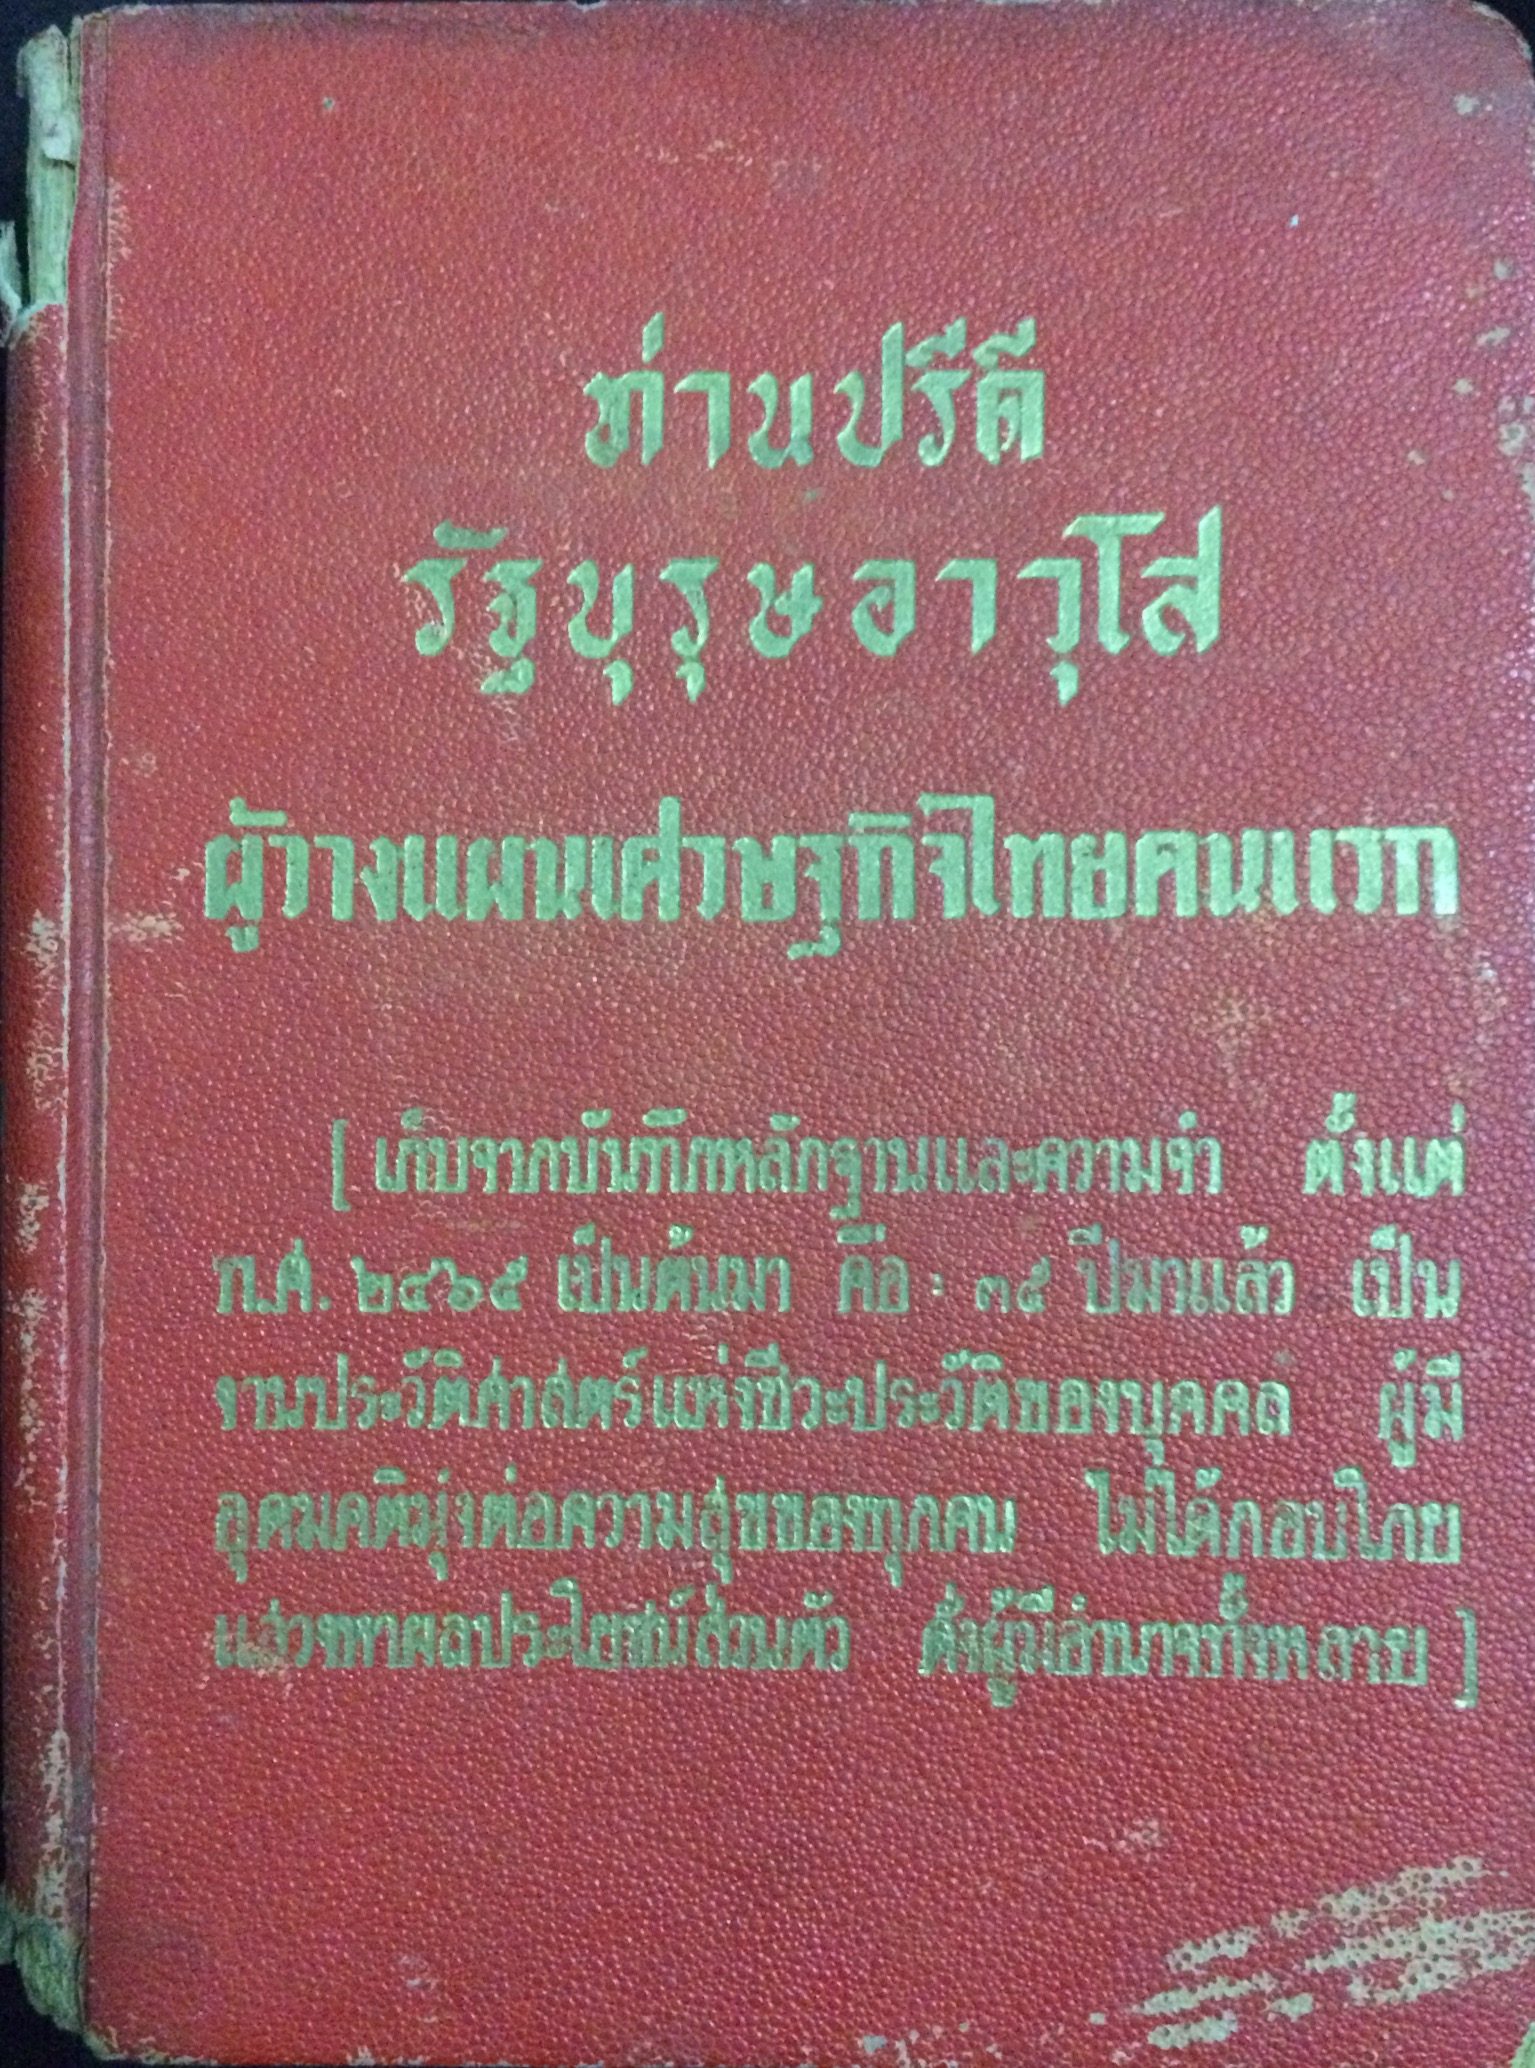 ท่านปรีดี
รัฐบุรุษอาวุโส
ผู้วางแผนเศรษฐกิจไทยคนแรก
[ เก็บจากบันทึกหลักฐานและความจำ ตั้งแต่
พ.ศ. ๒๔๖๕ เป็นต้นมา คือ : ๓๕ ปีมาแล้ว เป็น
งานประวัติศาสตร์แห่งชีวะประวัติของบุคคล ผู้มี
อุดมคติมุ่งต่อความสุขของทุกคน ไม่ได้กอบโกย
แสวงหาผลประโยชน์ส่วนตัว ดั่งผู้มีอำนาจทั้งหลาย ]